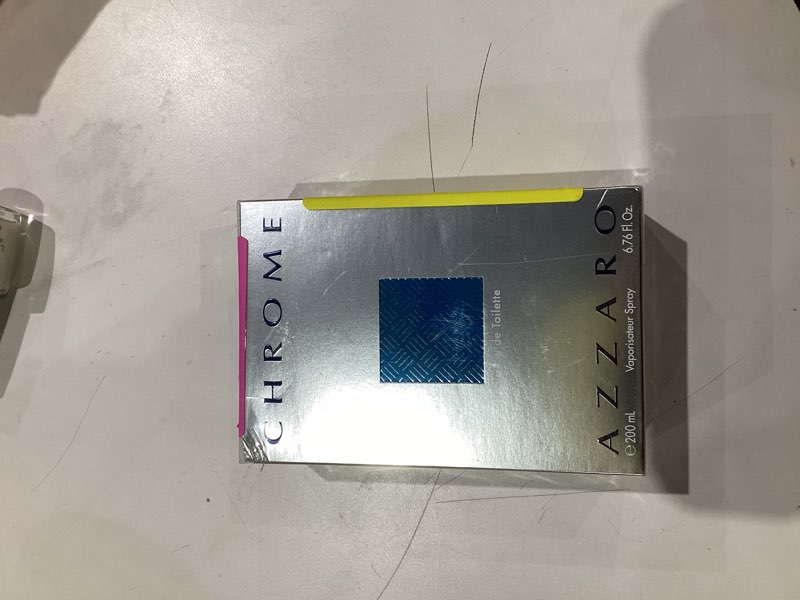 CHROME
de Toilette
AZZARO
℮ 200 mL Vaporisateur Spray 6.76 Fl. Oz.